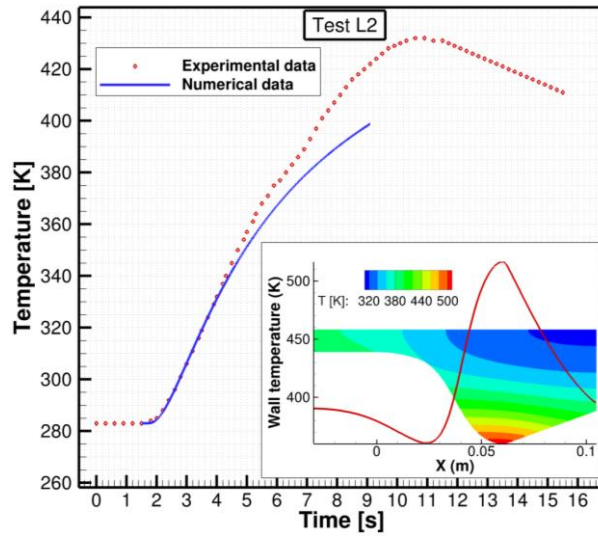 Test L2
440
420
400
380
360
340
320
300
280
260
Temperature [K]
Experimental data
Numerical data
0 1 2 3 4 5 6 7 8 9 10 11 12 13 14 15 16
Time [s]
500
450
400
Wall temperature (K)
T [K]: 320 380 440 500
0 0.05 0.1
X (m)